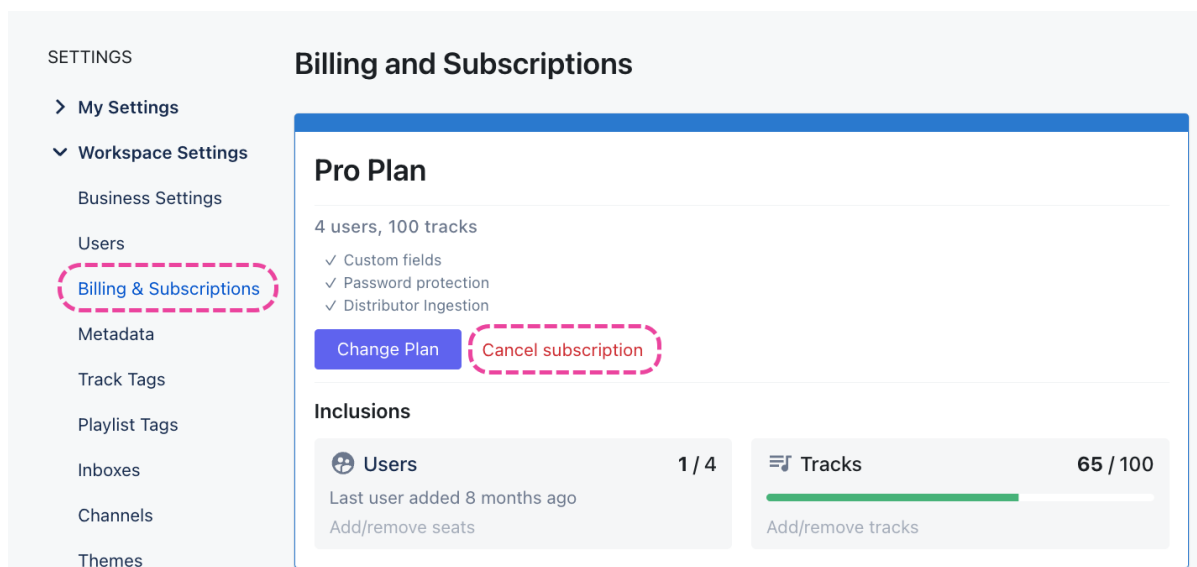 SETTINGS
My Settings
Workspace Settings
Business Settings
Users
Billing & Subscriptions
Metadata
Track Tags
Playlist Tags
Inboxes
Channels
Themes
Billing and Subscriptions
Pro Plan
4 users, 100 tracks
✓ Custom fields
✓ Password protection
✓ Distributor Ingestion
Change Plan
Cancel subscription
Inclusions
Users 1 / 4
Last user added 8 months ago
Add/remove seats
Tracks 65 / 100
Add/remove tracks